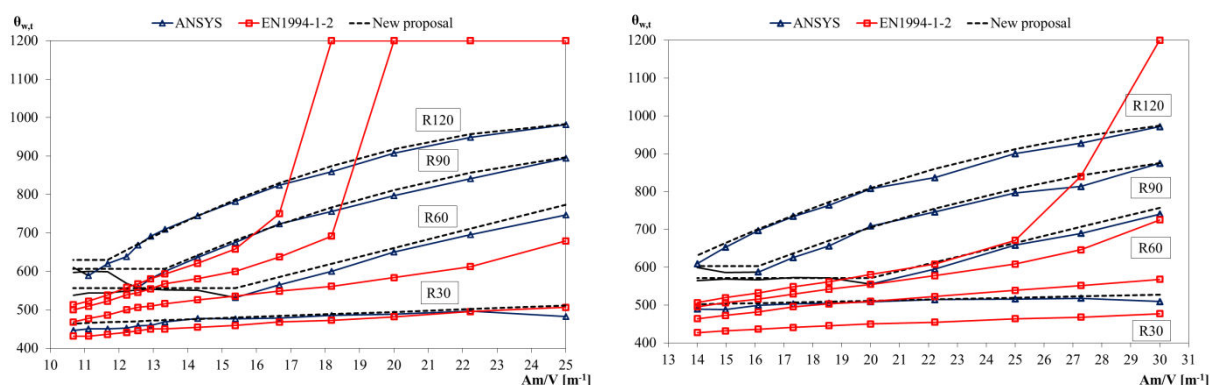 θw,t
ANSYS EN1994-1-2 New proposal
1200
1100
1000
900
800
700
600
500
400
R120
R90
R60
R30
10 11 12 13 14 15 16 17 18 19 20 21 22 23 24 25
Am/V [m-1]
θw,t
ANSYS EN1994-1-2 New proposal
1200
1100
1000
900
800
700
600
500
400
R120
R90
R60
R30
13 14 15 16 17 18 19 20 21 22 23 24 25 26 27 28 29 30 31
Am/V [m-1]